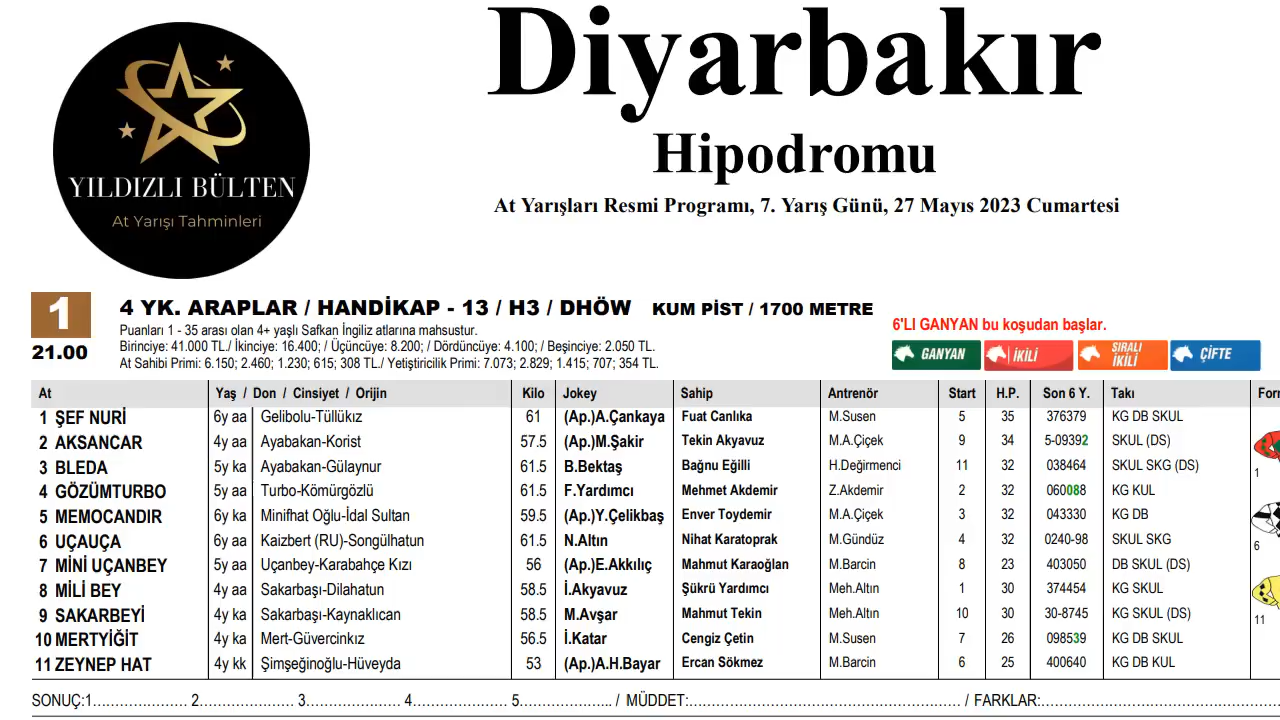 Diyarbakır
Hipodromu
At Yarışları Resmi Programı, 7. Yarış Günü, 27 Mayıs 2023 Cumartesi
YILDIZLI BÜLTEN
At Yarışı Tahminleri
1 4 YK. ARAPLAR / HANDİKAP - 13 / H3 / DHÖW KUM PİST / 1700 METRE
21.00
Puanları 1 - 35 arası olan 4+ yaşlı Safkan İngiliz atlarına mahsustur.
Birinciye: 41.000 TL./ İkinciye: 16.400; / Üçüncüye: 8.200; / Dördüncüye: 4.100; / Beşinciye: 2.050 TL.
At Sahibi Primi: 6.150; 2.460; 1.230; 615; 308 TL./ Yetiştiricilik Primi: 7.073; 2.829; 1.415; 707; 354 TL.
6'LI GANYAN bu koşudan başlar.
GANYAN İKİLİ SIRALI İKİLİ ÇİFTE
At Yaş / Don / Cinsiyet / Orijin Kilo Jokey Sahip Antrenör Start H.P. Son 6 Y. Takı Forr
1 ŞEF NURİ 6y aa Gelibolu-Tüllükız 61 (Ap.)A.Çankaya Fuat Canlıka M.Susen 5 35 376379 KG DB SKUL
2 AKSANCAR 4y aa Ayabakan-Korist 57.5 (Ap.)M.Şakir Tekin Akyavuz M.A.Çiçek 9 34 5-09392 SKUL (DS)
3 BLEDA 5y ka Ayabakan-Gülaynur 61.5 B.Bektaş Bağnu Eğilli H.Değirmenci 11 32 038464 SKUL SKG (DS)
4 GÖZÜMTURBO 5y aa Turbo-Kömürgözlü 61.5 F.Yardımcı Mehmet Akdemir Z.Akdemir 2 32 060088 KG KUL
5 MEMOCANDIR 6y ka Minifhat Oğlu-İdal Sultan 59.5 (Ap.)Y.Çelikbaş Enver Toydemir M.A.Çiçek 3 32 043330 KG DB
6 UÇAUÇA 6y aa Kaizbert (RU)-Songülhatun 61.5 N.Altın Nihat Karatoprak M.Gündüz 4 32 0240-98 SKUL SKG
7 MİNİ UÇANBEY 5y aa Uçanbey-Karabahçe Kızı 56 (Ap.)E.Akkılıç Mahmut Karaoğlan M.Barcin 8 23 403050 DB SKUL (DS)
8 MİLİ BEY 4y aa Sakarbaşı-Dilahatun 58.5 İ.Akyavuz Şükrü Yardımcı Meh.Altın 1 30 374454 KG SKUL
9 SAKARBEYİ 4y ka Sakarbaşı-Kaynaklıcan 58.5 M.Avşar Mahmut Tekin Meh.Altın 10 30 30-8745 KG SKUL (DS)
10 MERTYİĞİT 4y ka Mert-Güvercinkız 56.5 İ.Katar Cengiz Çetin M.Susen 7 26 098539 KG DB SKUL
11 ZEYNEP HAT 4y kk Şimşeğinoğlu-Hüveyda 53 (Ap.)A.H.Bayar Ercan Sökmez M.Barcin 6 25 400640 KG DB KUL
1
6
11
SONUÇ:1..................... 2..................... 3..................... 4..................... 5..................... / MÜDDET:............................................................ / FARKLAR:............................................................